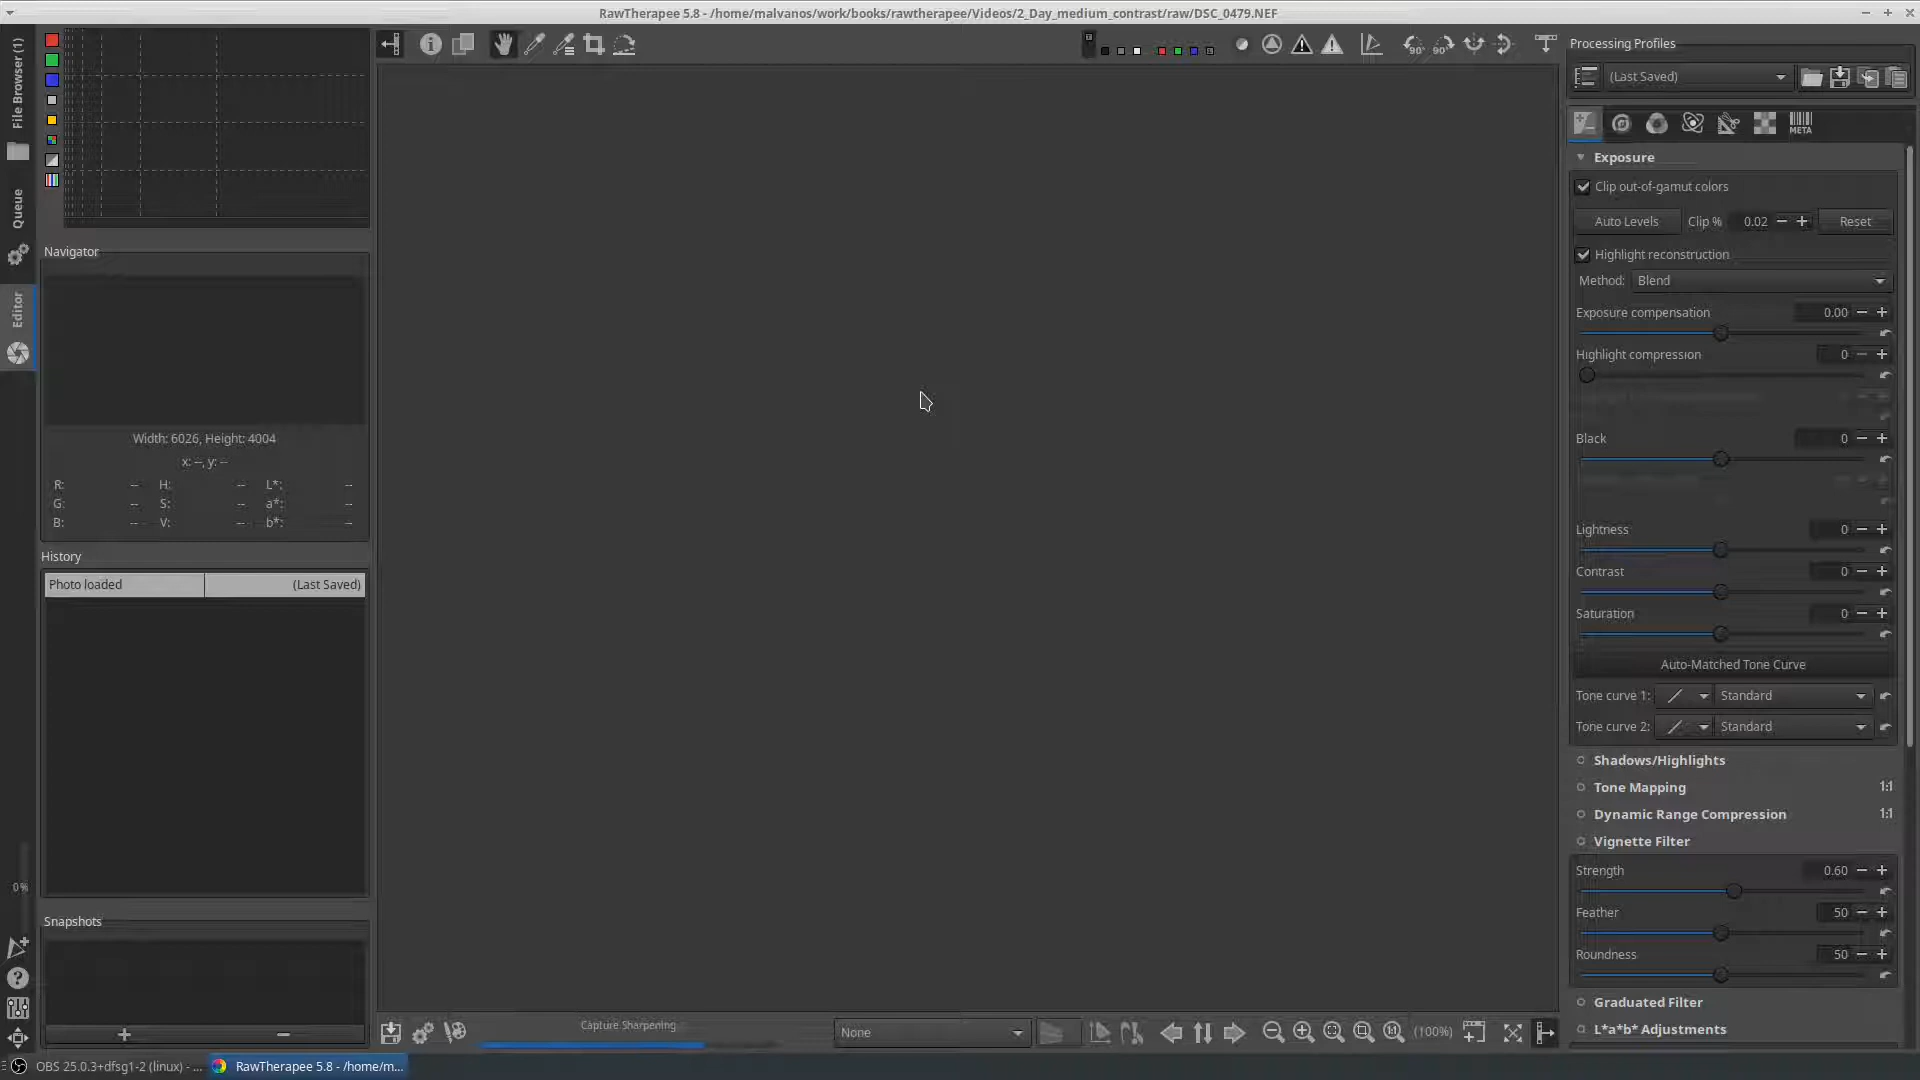 RawTherapee 5.8 - /home/malvanos/work/books/rawtherapee/Videos/2_Day_medium_contrast/raw/DSC_0479.NEF
File Browser (1)
Queue
Editor
0%
Navigator
Width: 6026, Height: 4004
x: --, y: --
R: -- H: -- L*: --
G: -- S: -- a*: --
B: -- V: -- b*: --
History
Photo loaded (Last Saved)
Snapshots
Capture Sharpening
None
(100%)
Processing Profiles
(Last Saved)
META
Exposure
Clip out-of-gamut colors
Auto Levels Clip % 0.02 Reset
Highlight reconstruction
Method: Blend
Exposure compensation 0.00
Highlight compression 0
Black 0
Lightness 0
Contrast 0
Saturation 0
Auto-Matched Tone Curve
Tone curve 1: Standard
Tone curve 2: Standard
Shadows/Highlights
Tone Mapping 1:1
Dynamic Range Compression 1:1
Vignette Filter
Strength 0.60
Feather 50
Roundness 50
Graduated Filter
L*a*b* Adjustments
OBS 25.0.3+dfsg1-2 (linux) - ...
RawTherapee 5.8 - /home/m...